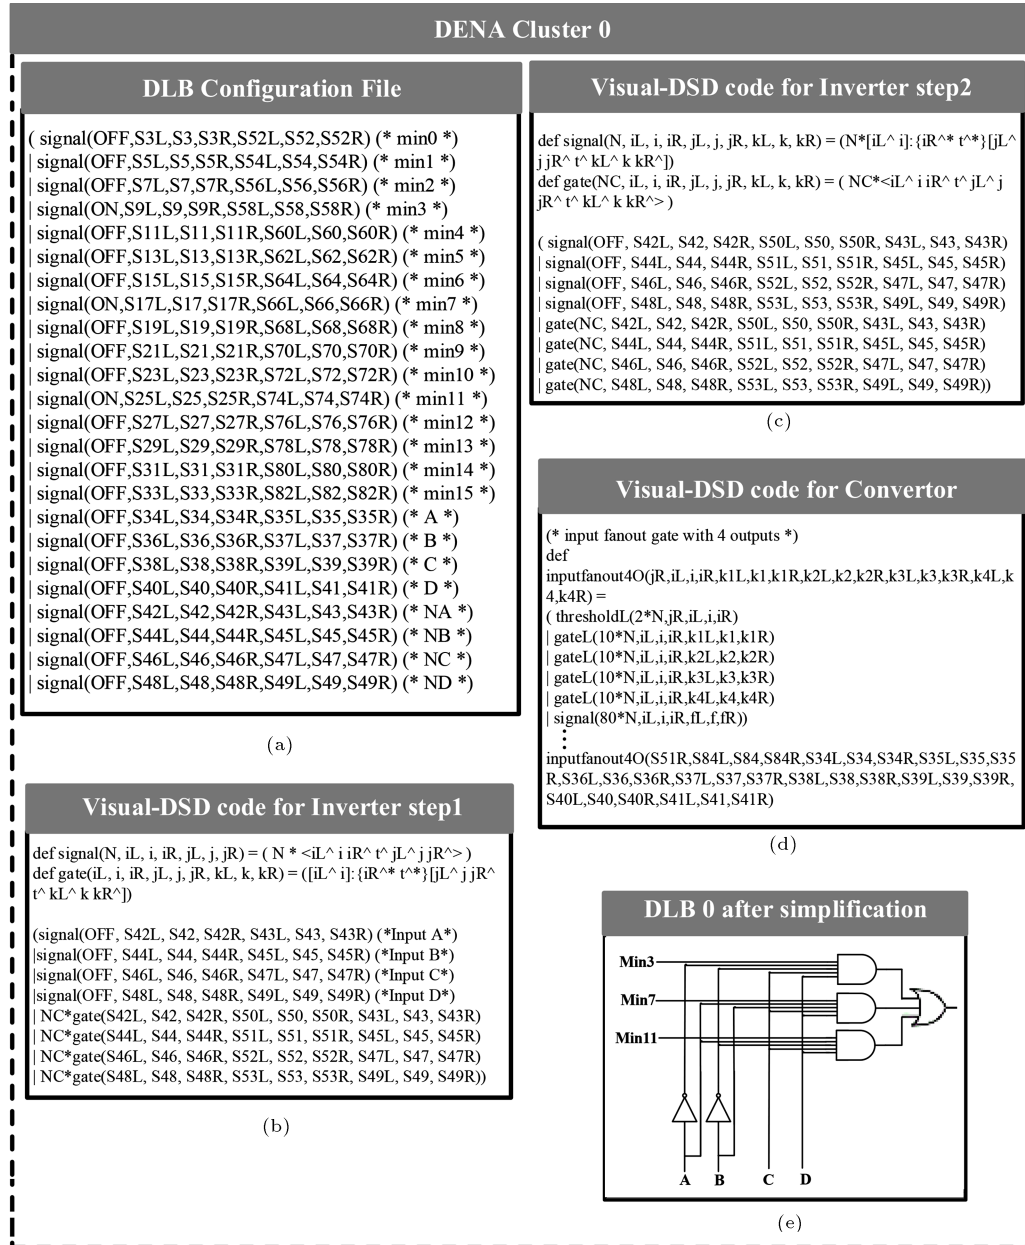 DENA Cluster 0
DLB Configuration File
( signal(OFF,S3L,S3,S3R,S52L,S52,S52R) (* min0 *)
| signal(OFF,S5L,S5,S5R,S54L,S54,S54R) (* min1 *)
| signal(OFF,S7L,S7,S7R,S56L,S56,S56R) (* min2 *)
| signal(ON,S9L,S9,S9R,S58L,S58,S58R) (* min3 *)
| signal(OFF,S11L,S11,S11R,S60L,S60,S60R) (* min4 *)
| signal(OFF,S13L,S13,S13R,S62L,S62,S62R) (* min5 *)
| signal(OFF,S15L,S15,S15R,S64L,S64,S64R) (* min6 *)
| signal(ON,S17L,S17,S17R,S66L,S66,S66R) (* min7 *)
| signal(OFF,S19L,S19,S19R,S68L,S68,S68R) (* min8 *)
| signal(OFF,S21L,S21,S21R,S70L,S70,S70R) (* min9 *)
| signal(OFF,S23L,S23,S23R,S72L,S72,S72R) (* min10 *)
| signal(ON,S25L,S25,S25R,S74L,S74,S74R) (* min11 *)
| signal(OFF,S27L,S27,S27R,S76L,S76,S76R) (* min12 *)
| signal(OFF,S29L,S29,S29R,S78L,S78,S78R) (* min13 *)
| signal(OFF,S31L,S31,S31R,S80L,S80,S80R) (* min14 *)
| signal(OFF,S33L,S33,S33R,S82L,S82,S82R) (* min15 *)
| signal(OFF,S34L,S34,S34R,S35L,S35,S35R) (* A *)
| signal(OFF,S36L,S36,S36R,S37L,S37,S37R) (* B *)
| signal(OFF,S38L,S38,S38R,S39L,S39,S39R) (* C *)
| signal(OFF,S40L,S40,S40R,S41L,S41,S41R) (* D *)
| signal(OFF,S42L,S42,S42R,S43L,S43,S43R) (* NA *)
| signal(OFF,S44L,S44,S44R,S45L,S45,S45R) (* NB *)
| signal(OFF,S46L,S46,S46R,S47L,S47,S47R) (* NC *)
| signal(OFF,S48L,S48,S48R,S49L,S49,S49R) (* ND *)
(a)
Visual-DSD code for Inverter step1
def signal(N, iL, i, iR, jL, j, jR) = ( N * <iL^ i iR^ t^ jL^ j jR^> )
def gate(iL, i, iR, jL, j, jR, kL, k, kR) = ([iL^ i]:{iR^* t^*}[jL^ j jR^
t^ kL^ k kR^])
(signal(OFF, S42L, S42, S42R, S43L, S43, S43R) (*Input A*)
|signal(OFF, S44L, S44, S44R, S45L, S45, S45R) (*Input B*)
|signal(OFF, S46L, S46, S46R, S47L, S47, S47R) (*Input C*)
|signal(OFF, S48L, S48, S48R, S49L, S49, S49R) (*Input D*)
| NC*gate(S42L, S42, S42R, S50L, S50, S50R, S43L, S43, S43R)
| NC*gate(S44L, S44, S44R, S51L, S51, S51R, S45L, S45, S45R)
| NC*gate(S46L, S46, S46R, S52L, S52, S52R, S47L, S47, S47R)
| NC*gate(S48L, S48, S48R, S53L, S53, S53R, S49L, S49, S49R))
(b)
Visual-DSD code for Inverter step2
def signal(N, iL, i, iR, jL, j, jR, kL, k, kR) = (N*[iL^ i]:{iR^* t^*}[jL^
j jR^ t^ kL^ k kR^])
def gate(NC, iL, i, iR, jL, j, jR, kL, k, kR) = ( NC*<iL^ i iR^ t^ jL^ j
jR^ t^ kL^ k kR^> )
( signal(OFF, S42L, S42, S42R, S50L, S50, S50R, S43L, S43, S43R)
| signal(OFF, S44L, S44, S44R, S51L, S51, S51R, S45L, S45, S45R)
| signal(OFF, S46L, S46, S46R, S52L, S52, S52R, S47L, S47, S47R)
| signal(OFF, S48L, S48, S48R, S53L, S53, S53R, S49L, S49, S49R)
| gate(NC, S42L, S42, S42R, S50L, S50, S50R, S43L, S43, S43R)
| gate(NC, S44L, S44, S44R, S51L, S51, S51R, S45L, S45, S45R)
| gate(NC, S46L, S46, S46R, S52L, S52, S52R, S47L, S47, S47R)
| gate(NC, S48L, S48, S48R, S53L, S53, S53R, S49L, S49, S49R))
(c)
Visual-DSD code for Convertor
(* input fanout gate with 4 outputs *)
def
inputfanout4O(jR,iL,i,iR,k1L,k1,k1R,k2L,k2,k2R,k3L,k3,k3R,k4L,k
4,k4R) =
( thresholdL(2*N,jR,iL,i,iR)
| gateL(10*N,iL,i,iR,k1L,k1,k1R)
| gateL(10*N,iL,i,iR,k2L,k2,k2R)
| gateL(10*N,iL,i,iR,k3L,k3,k3R)
| gateL(10*N,iL,i,iR,k4L,k4,k4R)
| signal(80*N,iL,i,iR,fL,f,fR))
⋮
inputfanout4O(S51R,S84L,S84,S84R,S34L,S34,S34R,S35L,S35,S35
R,S36L,S36,S36R,S37L,S37,S37R,S38L,S38,S38R,S39L,S39,S39R,
S40L,S40,S40R,S41L,S41,S41R)
(d)
DLB 0 after simplification
Min3
Min7
Min11
A B C D
(e)